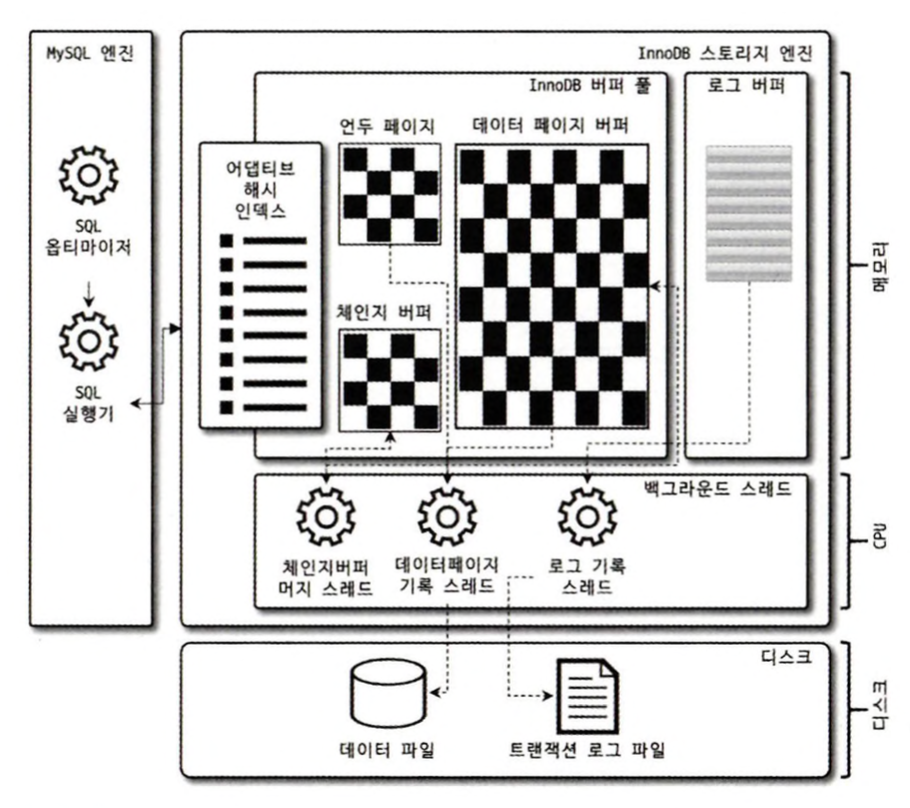 MySQL 엔진
SQL
옵티마이저
SQL
실행기
InnoDB 스토리지 엔진
InnoDB 버퍼 풀
로그 버퍼
언두 페이지
데이터 페이지 버퍼
어댑티브
해시
인덱스
체인지 버퍼
메모리
백그라운드 스레드
체인지버퍼
머지 스레드
데이터페이지
기록 스레드
로그 기록
스레드
CPU
디스크
데이터 파일
트랜잭션 로그 파일
디스크